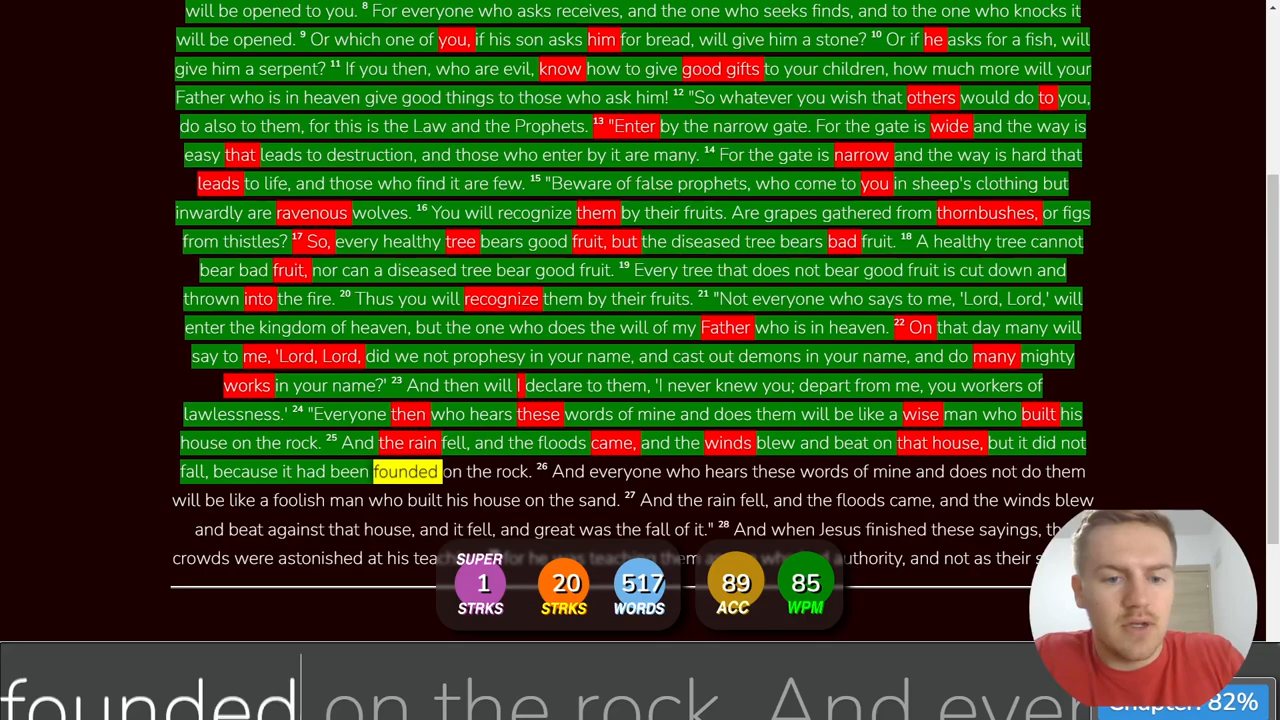 will be opened to you. 8 For everyone who asks receives, and the one who seeks finds, and to the one who knocks it
will be opened. 9 Or which one of you, if his son asks him for bread, will give him a stone? 10 Or if he asks for a fish, will
give him a serpent? 11 If you then, who are evil, know how to give good gifts to your children, how much more will your
Father who is in heaven give good things to those who ask him! 12 "So whatever you wish that others would do to you,
do also to them, for this is the Law and the Prophets. 13 "Enter by the narrow gate. For the gate is wide and the way is
easy that leads to destruction, and those who enter by it are many. 14 For the gate is narrow and the way is hard that
leads to life, and those who find it are few. 15 "Beware of false prophets, who come to you in sheep's clothing but
inwardly are ravenous wolves. 16 You will recognize them by their fruits. Are grapes gathered from thornbushes, or figs
from thistles? 17 So, every healthy tree bears good fruit, but the diseased tree bears bad fruit. 18 A healthy tree cannot
bear bad fruit, nor can a diseased tree bear good fruit. 19 Every tree that does not bear good fruit is cut down and
thrown into the fire. 20 Thus you will recognize them by their fruits. 21 "Not everyone who says to me, 'Lord, Lord,' will
enter the kingdom of heaven, but the one who does the will of my Father who is in heaven. 22 On that day many will
say to me, 'Lord, Lord, did we not prophesy in your name, and cast out demons in your name, and do many mighty
works in your name?' 23 And then will I declare to them, 'I never knew you; depart from me, you workers of
lawlessness.' 24 "Everyone then who hears these words of mine and does them will be like a wise man who built his
house on the rock. 25 And the rain fell, and the floods came, and the winds blew and beat on that house, but it did not
fall, because it had been founded on the rock. 26 And everyone who hears these words of mine and does not do them
will be like a foolish man who built his house on the sand. 27 And the rain fell, and the floods came, and the winds blew
and beat against that house, and it fell, and great was the fall of it." 28 And when Jesus finished these sayings,
crowds were astonished at his for he was teaching them authority, and not as their
SUPER
1 20 517 89 85
STRKS STRKS WORDS ACC WPM
founded on the rock. And ever
Chapter: 82%